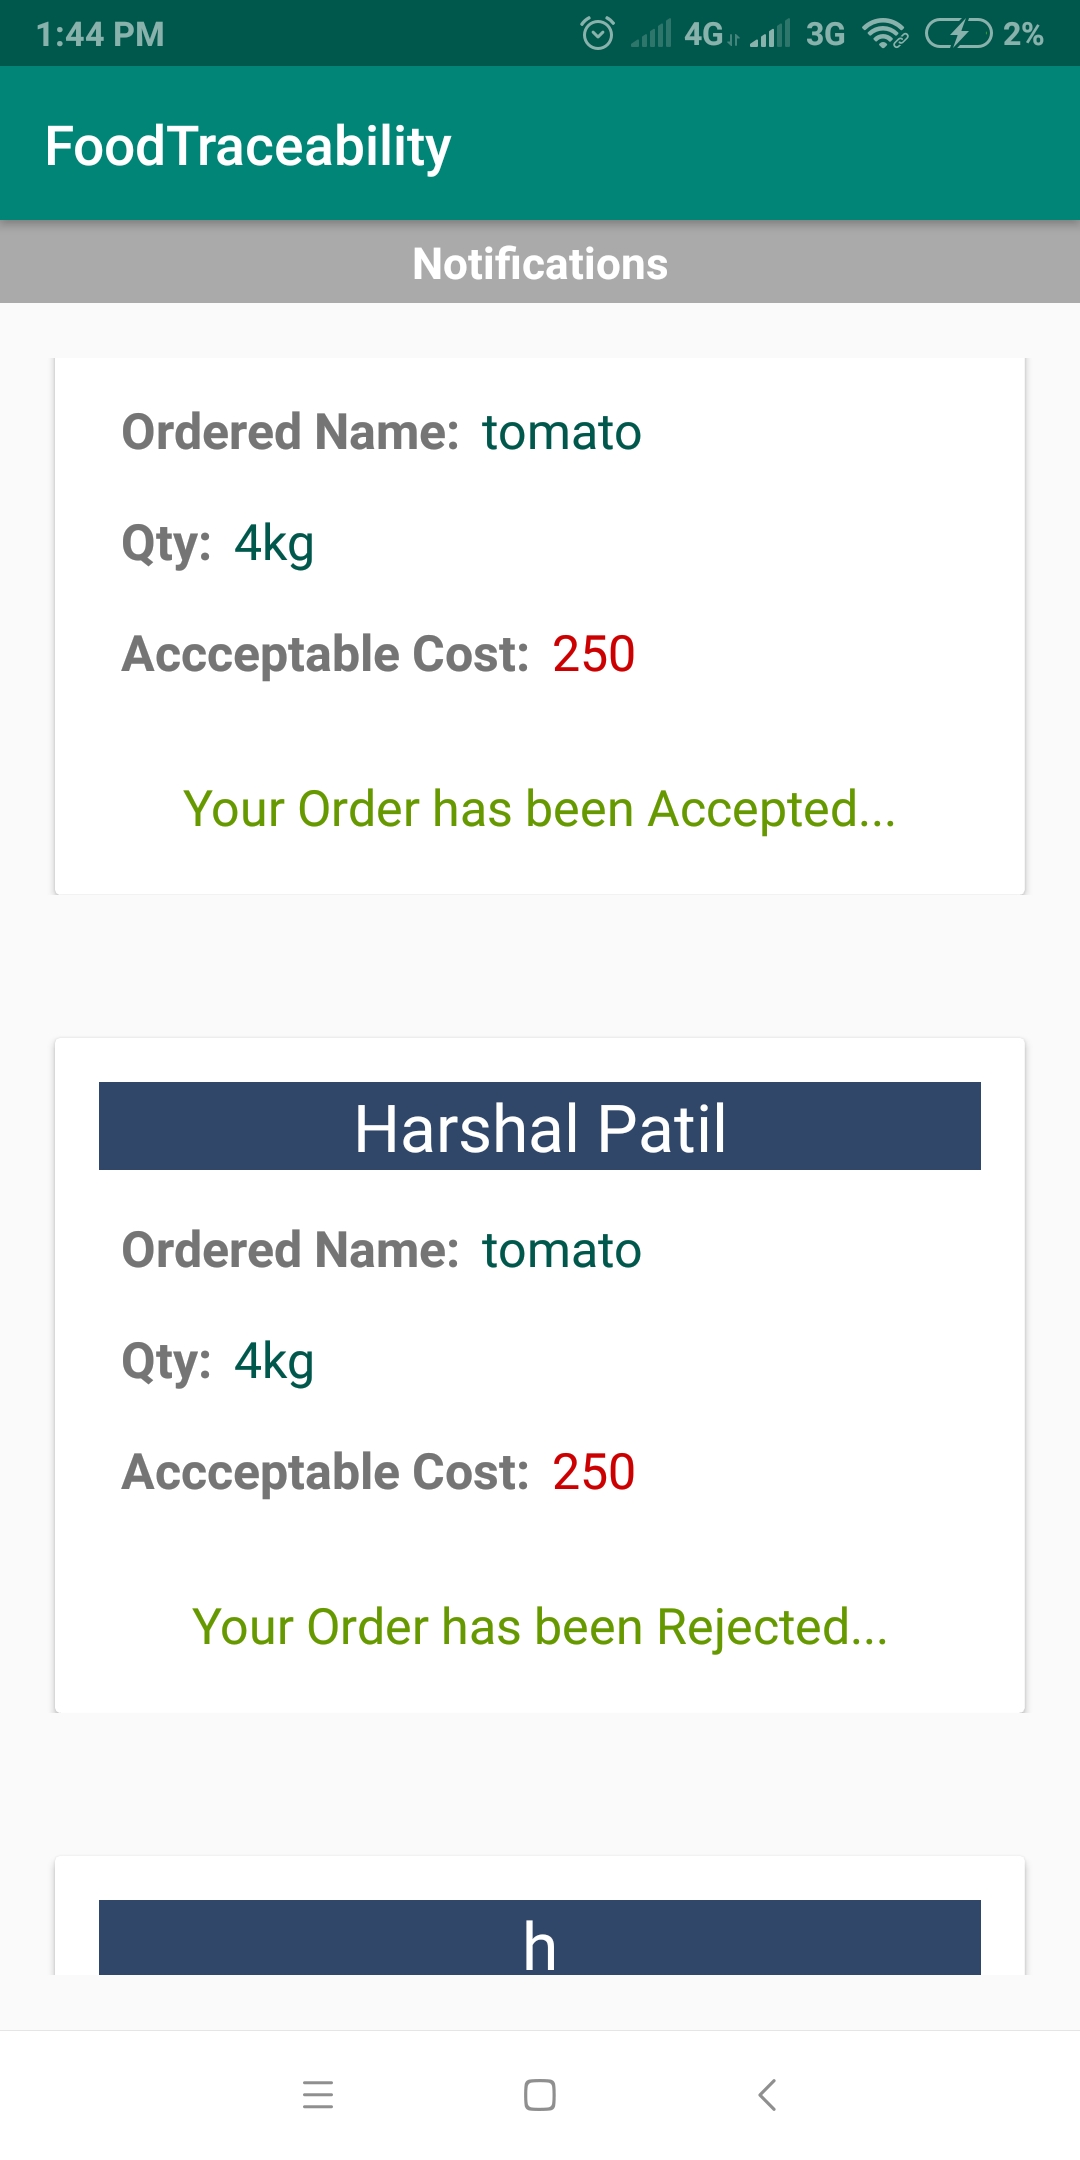 1:44 PM 4G 3G 2%
FoodTraceability
Notifications
Ordered Name: tomato
Qty: 4kg
Accceptable Cost: 250
Your Order has been Accepted...
Harshal Patil
Ordered Name: tomato
Qty: 4kg
Accceptable Cost: 250
Your Order has been Rejected...
h